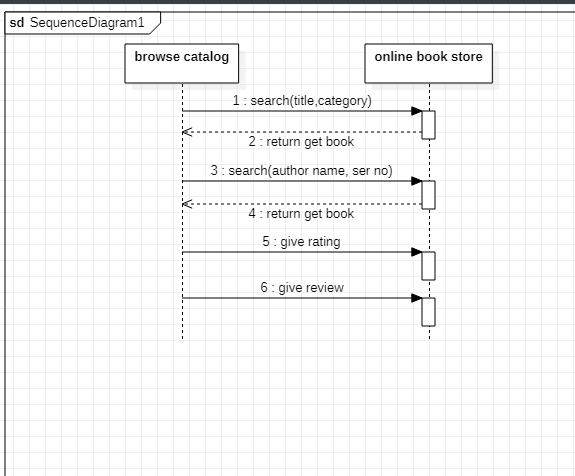 sd SequenceDiagram1
browse catalog
online book store
1 : search(title,category)
2 : return get book
3 : search(author name, ser no)
4 : return get book
5 : give rating
6 : give review